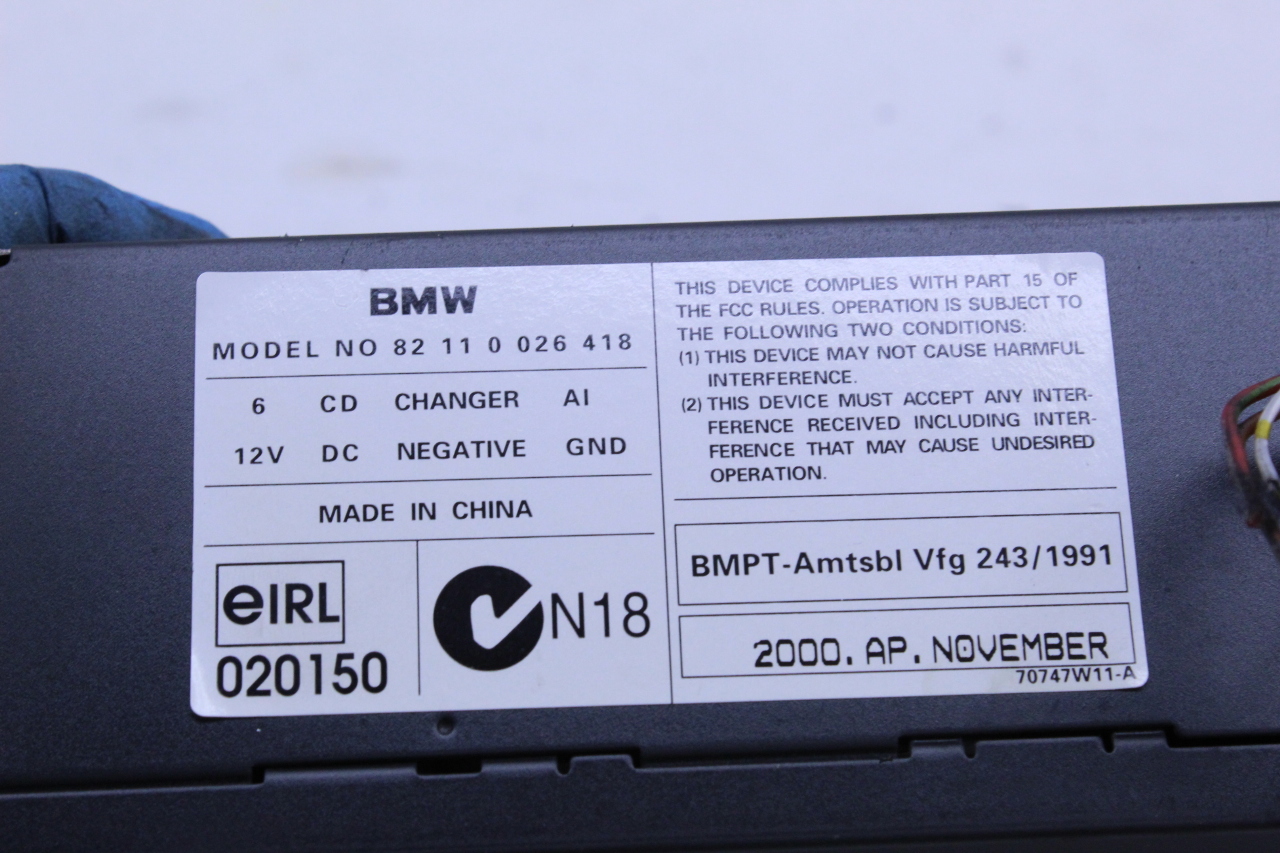 BMW
MODEL NO 82 11 0 026 418
6 CD CHANGER AI
12V DC NEGATIVE GND
MADE IN CHINA
eIRL
020150
N18
THIS DEVICE COMPLIES WITH PART 15 OF
THE FCC RULES. OPERATION IS SUBJECT TO
THE FOLLOWING TWO CONDITIONS:
(1) THIS DEVICE MAY NOT CAUSE HARMFUL
INTERFERENCE.
(2) THIS DEVICE MUST ACCEPT ANY INTER-
FERENCE RECEIVED INCLUDING INTER-
FERENCE THAT MAY CAUSE UNDESIRED
OPERATION.
BMPT-Amtsbl Vfg 243/1991
2000. AP. NOVEMBER
70747W11-A